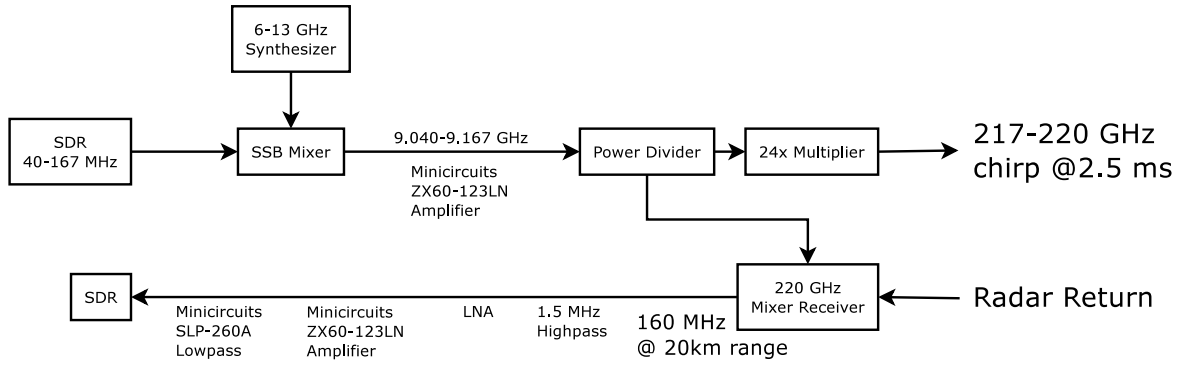 6-13 GHz
Synthesizer
SDR
40-167 MHz
SSB Mixer
9.040-9.167 GHz
Minicircuits
ZX60-123LN
Amplifier
Power Divider
24x Multiplier
217-220 GHz
chirp @2.5 ms
SDR
Minicircuits
SLP-260A
Lowpass
Minicircuits
ZX60-123LN
Amplifier
LNA
1.5 MHz
Highpass
160 MHz
@ 20km range
220 GHz
Mixer Receiver
Radar Return